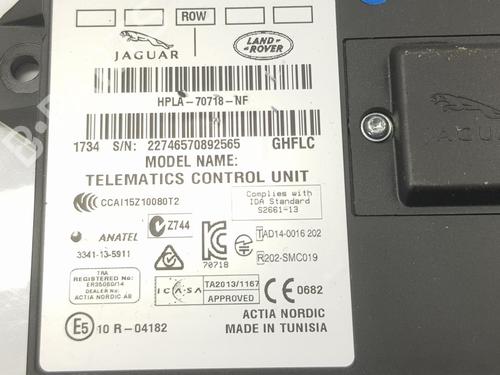 ROW
JAGUAR
LAND-
ROVER
HPLA-70718-NF
1734 S/N: 22746570892565 GHFLC
MODEL NAME:
TELEMATICS CONTROL UNIT
CCAI15Z10080T2
Z744
Complies with
IDA Standard
S2661-13
ANATEL
3341-13-5911
70718
TAD14-0016 202
R202-SMC019
TRA
REGISTERED No:
ER35060/14
DEALER No:
ACTIA NORDIC AB
ICASA
TA2013/1167
APPROVED
CE 0682
E5 10 R-04182
ACTIA NORDIC
MADE IN TUNISIA
JAGUAR